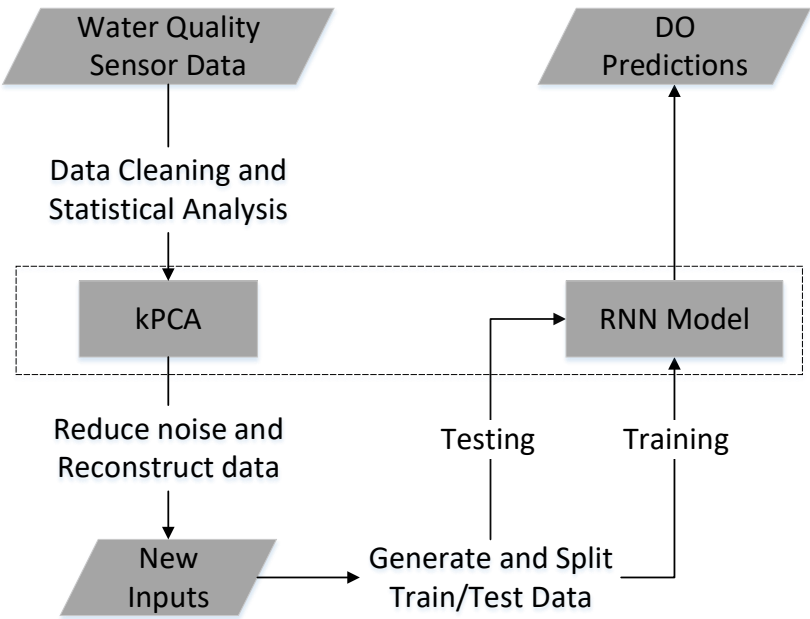 Water Quality
Sensor Data
DO
Predictions
Data Cleaning and
Statistical Analysis
kPCA
RNN Model
Reduce noise and
Reconstruct data
Testing
Training
New
Inputs
Generate and Split
Train/Test Data